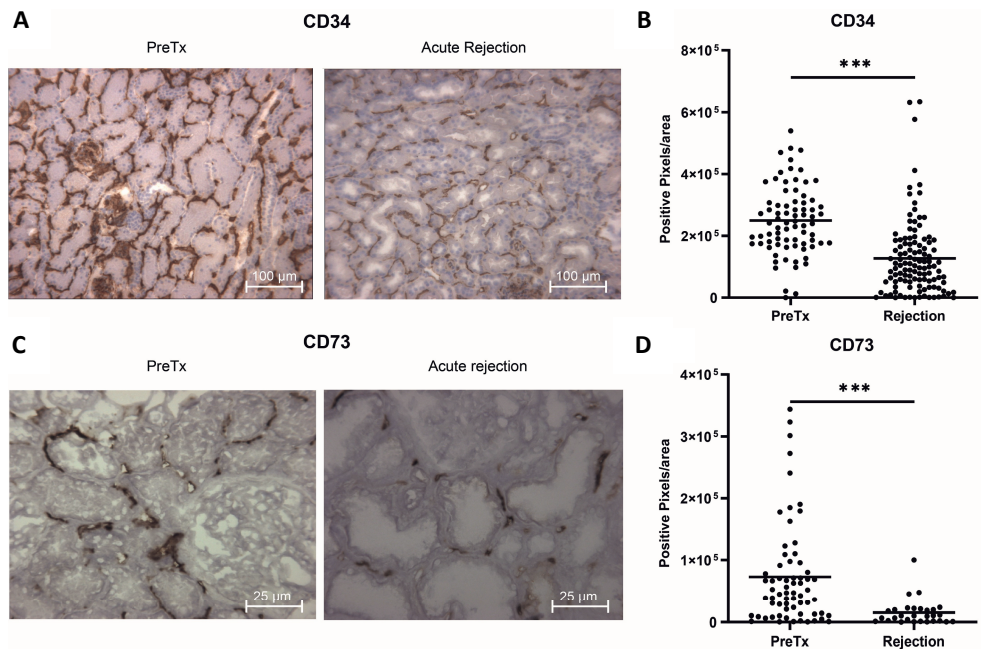 A
CD34
PreTx
Acute Rejection
100 µm
100 µm
B
CD34
8×10⁵
6×10⁵
4×10⁵
2×10⁵
0
Positive Pixels/area
***
PreTx
Rejection
C
CD73
PreTx
Acute rejection
25 µm
25 µm
D
CD73
4×10⁵
3×10⁵
2×10⁵
1×10⁵
0
Positive Pixels/area
***
PreTx
Rejection